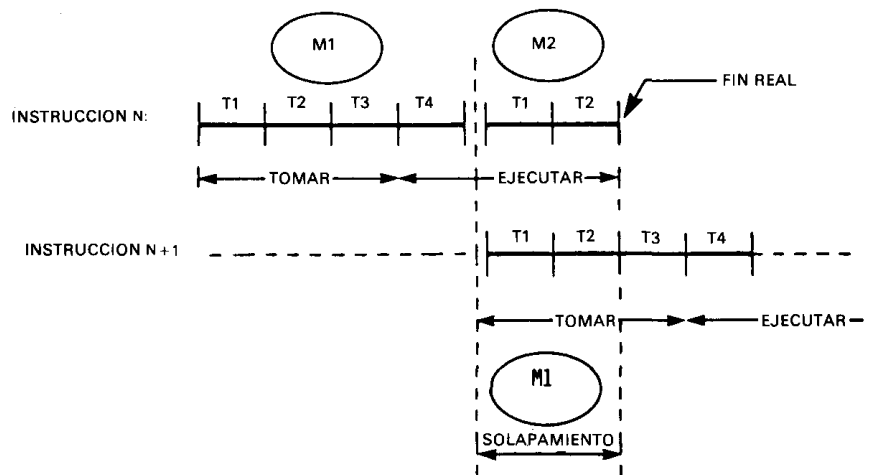 M1 M2
FIN REAL
T1 T2 T3 T4 T1 T2
INSTRUCCION N:
TOMAR EJECUTAR
T1 T2 T3 T4
INSTRUCCION N+1
TOMAR EJECUTAR
M1
SOLAPAMIENTO